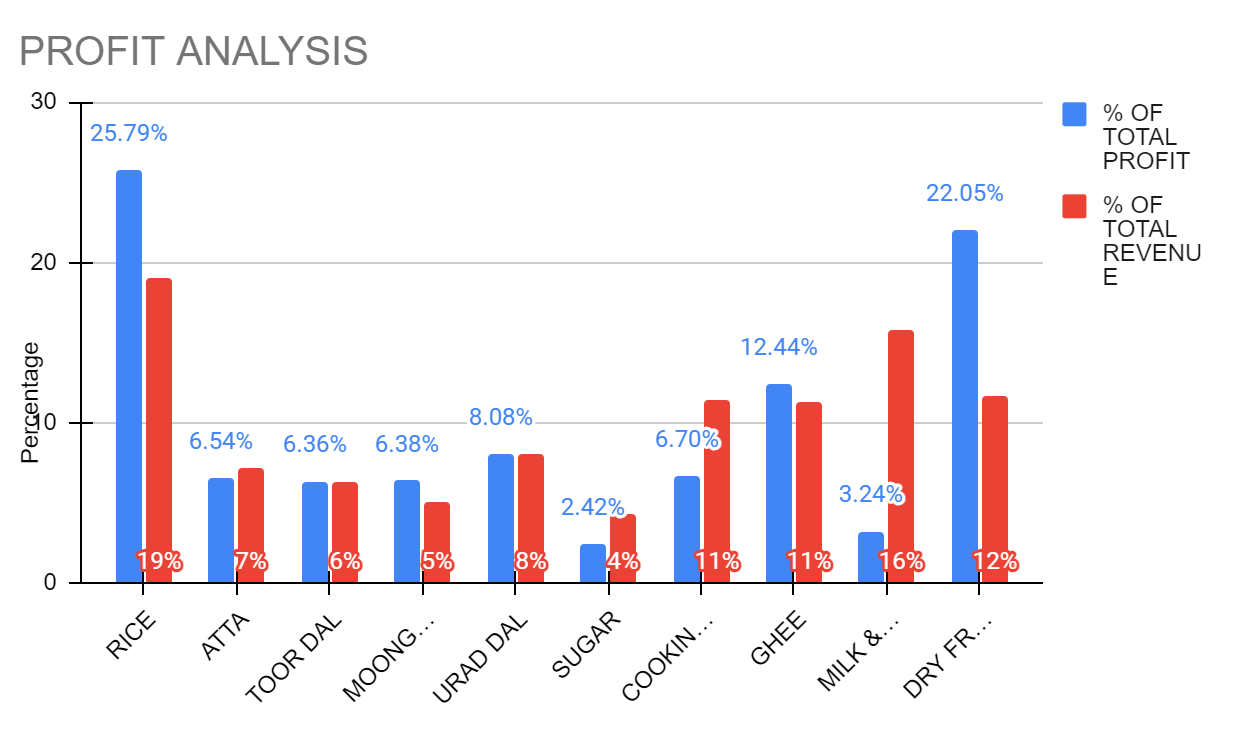 PROFIT ANALYSIS
Percentage
30
20
10
0
25.79%
6.54%
6.36%
6.38%
8.08%
2.42%
6.70%
12.44%
3.24%
22.05%
19%
7%
6%
5%
8%
4%
11%
11%
16%
12%
RICE
ATTA
TOOR DAL
MOONG...
URAD DAL
SUGAR
COOKIN...
GHEE
MILK &...
DRY FR...
% OF
TOTAL
PROFIT
% OF
TOTAL
REVENU
E